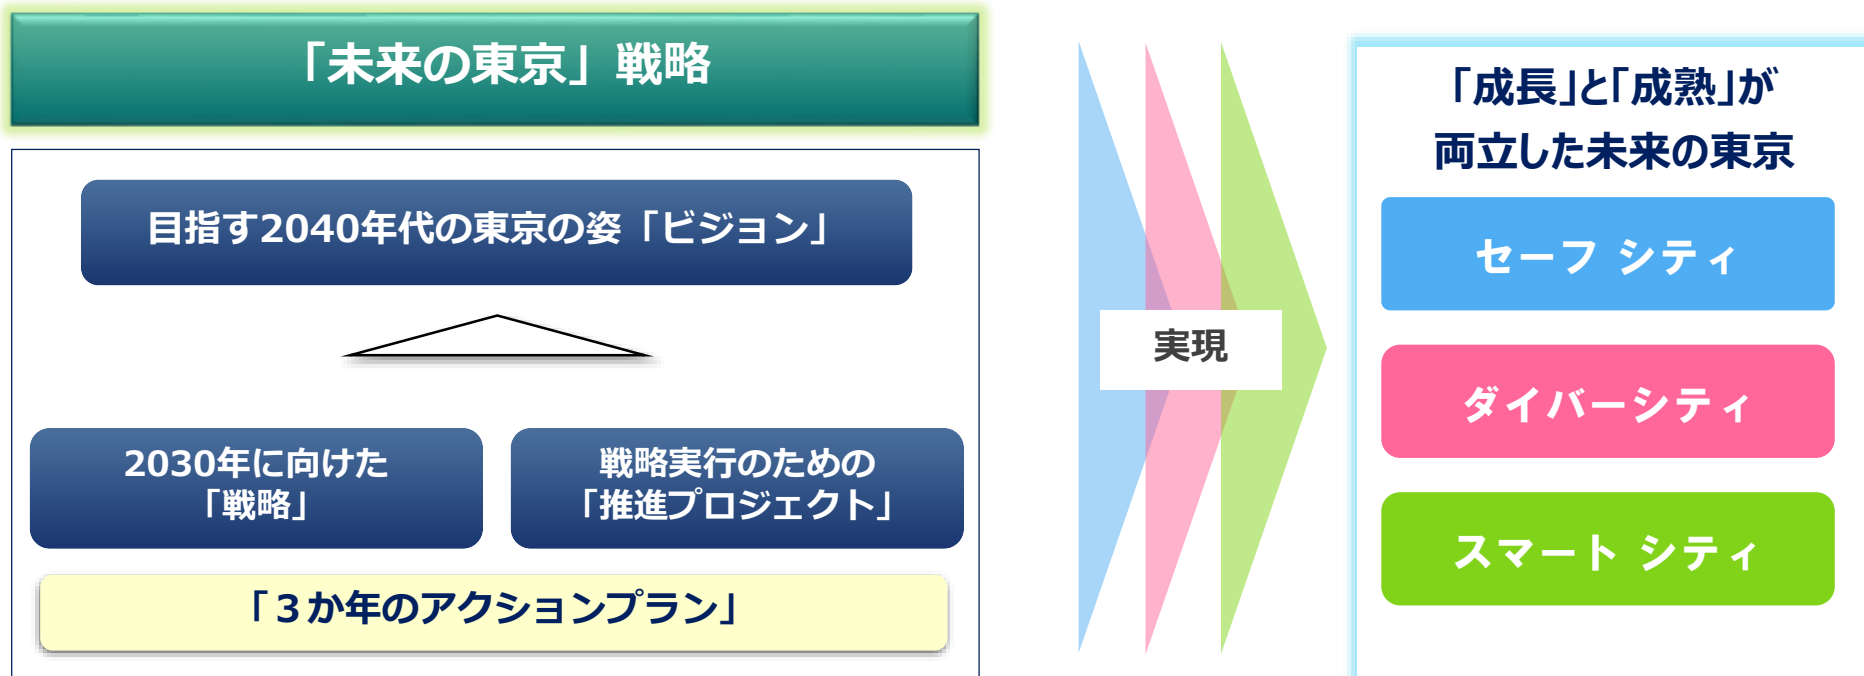 「未来の東京」戦略
目指す2040年代の東京の姿「ビジョン」
2030年に向けた
「戦略」
戦略実行のための
「推進プロジェクト」
「３か年のアクションプラン」
実現
「成長」と「成熟」が
両立した未来の東京
セーフ シティ
ダイバーシティ
スマート シティ